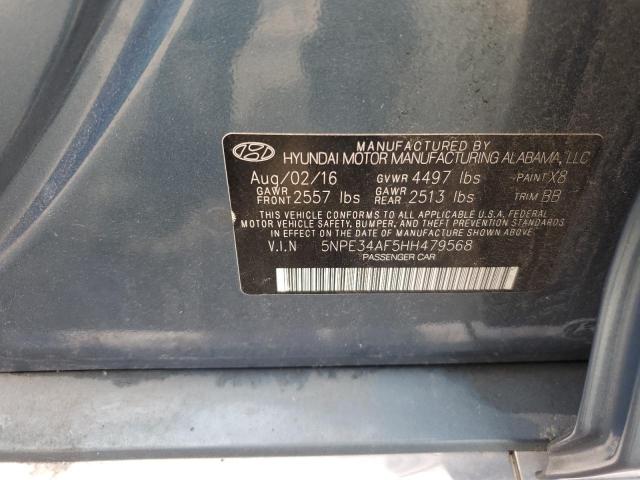 MANUFACTURED BY
HYUNDAI MOTOR MANUFACTURING ALABAMA, LLC
Aug/02/16 GVWR 4497 lbs PAINT X8
GAWR FRONT 2557 lbs GAWR REAR 2513 lbs TRIM BB
THIS VEHICLE CONFORMS TO ALL APPLICABLE U.S.A. FEDERAL
MOTOR VEHICLE SAFETY, BUMPER, AND THEFT PREVENTION STANDARDS
IN EFFECT ON THE DATE OF MANUFACTURE SHOWN ABOVE.
V.I.N 5NPE34AF5HH479568
PASSENGER CAR